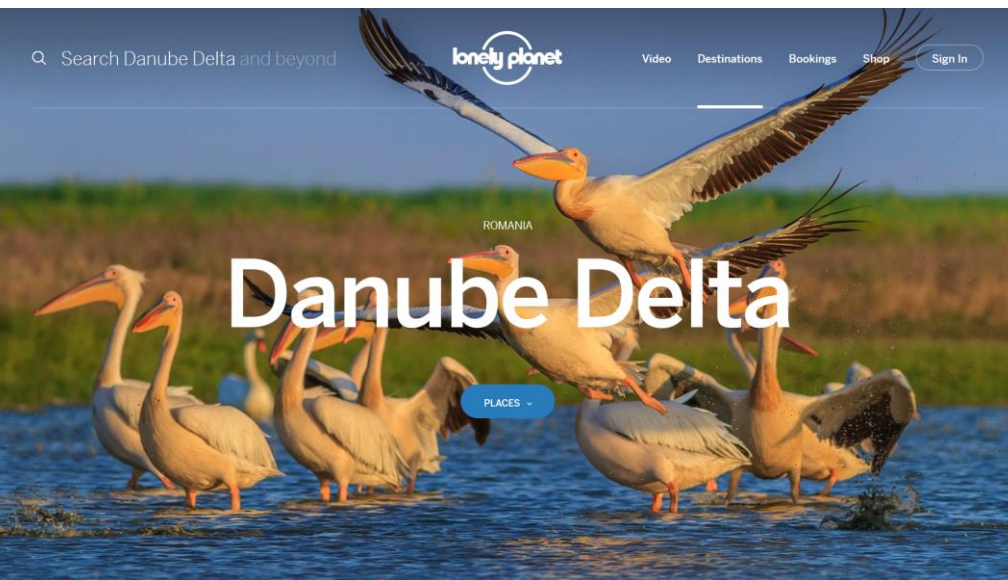 Search Danube Delta and beyond
lonely planet
Video
Destinations
Bookings
Shop
Sign In
ROMANIA
Danube Delta
PLACES